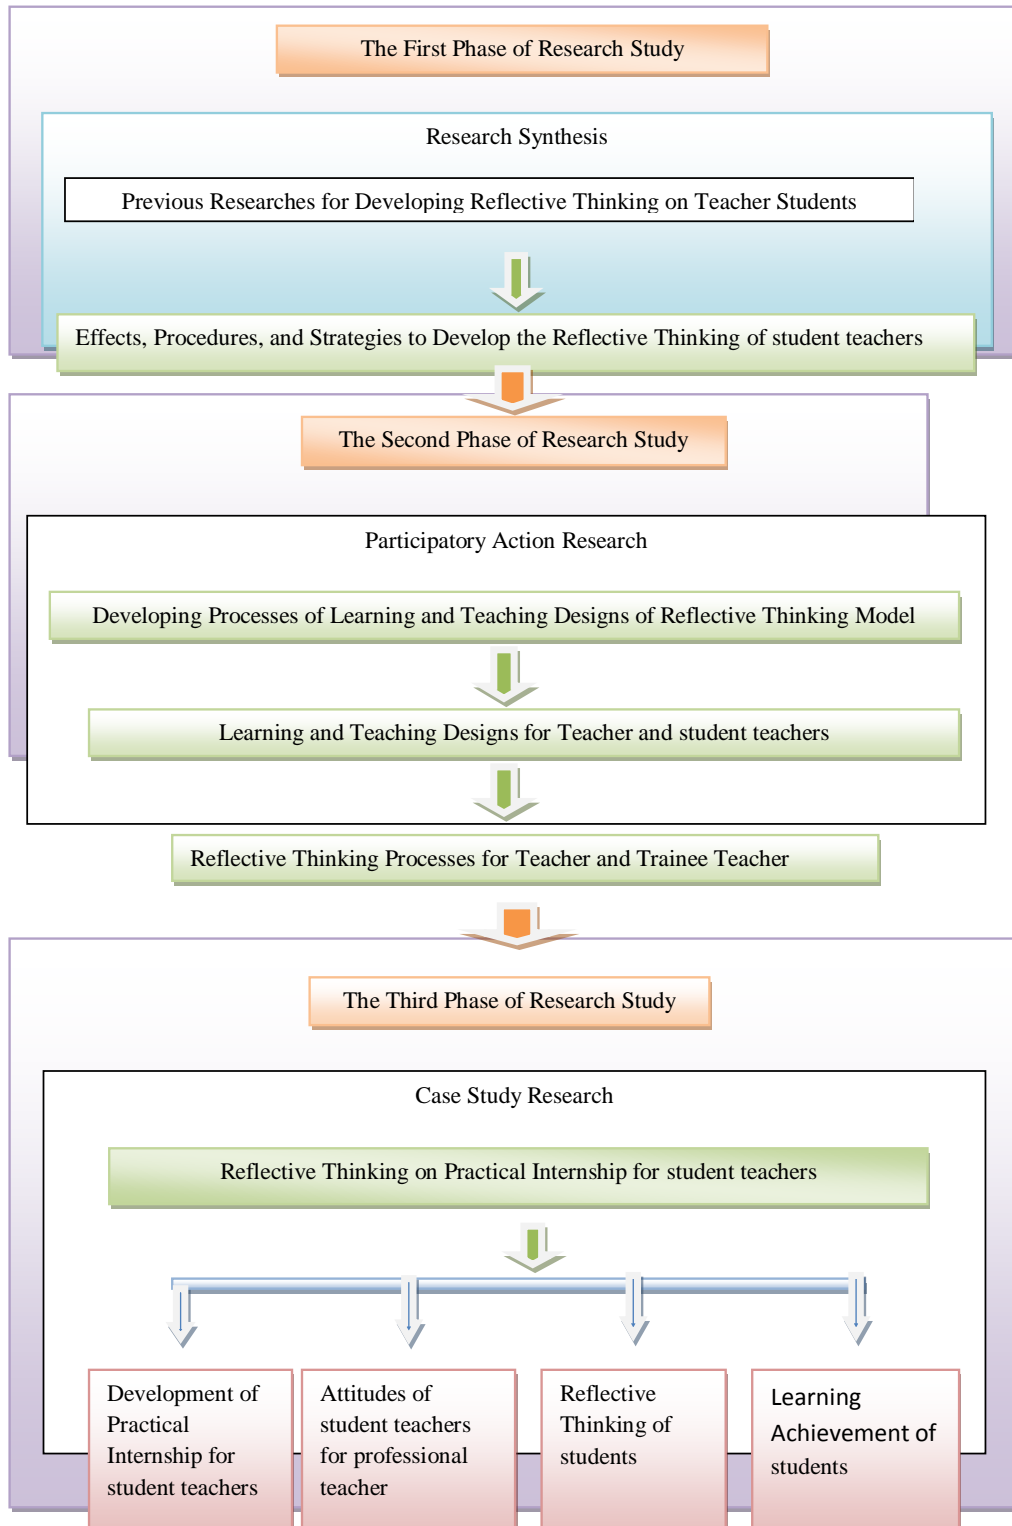 The First Phase of Research Study
Research Synthesis
Previous Researches for Developing Reflective Thinking on Teacher Students
Effects, Procedures, and Strategies to Develop the Reflective Thinking of student teachers
The Second Phase of Research Study
Participatory Action Research
Developing Processes of Learning and Teaching Designs of Reflective Thinking Model
Learning and Teaching Designs for Teacher and student teachers
Reflective Thinking Processes for Teacher and Trainee Teacher
The Third Phase of Research Study
Case Study Research
Reflective Thinking on Practical Internship for student teachers
Development of
Practical
Internship for
student teachers
Attitudes of
student teachers
for professional
teacher
Reflective
Thinking of
students
Learning
Achievement of
students